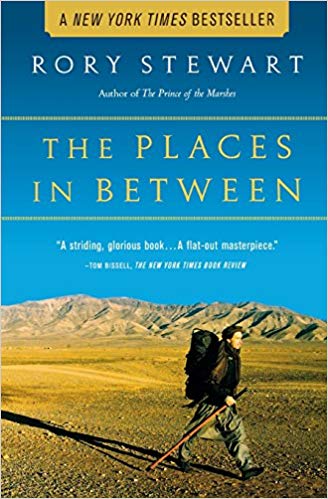 A NEW YORK TIMES BESTSELLER
RORY STEWART
Author of The Prince of the Marshes
THE PLACES
IN BETWEEN
"A striding, glorious book...A flat-out masterpiece."
–TOM BISSELL, THE NEW YORK TIMES BOOK REVIEW